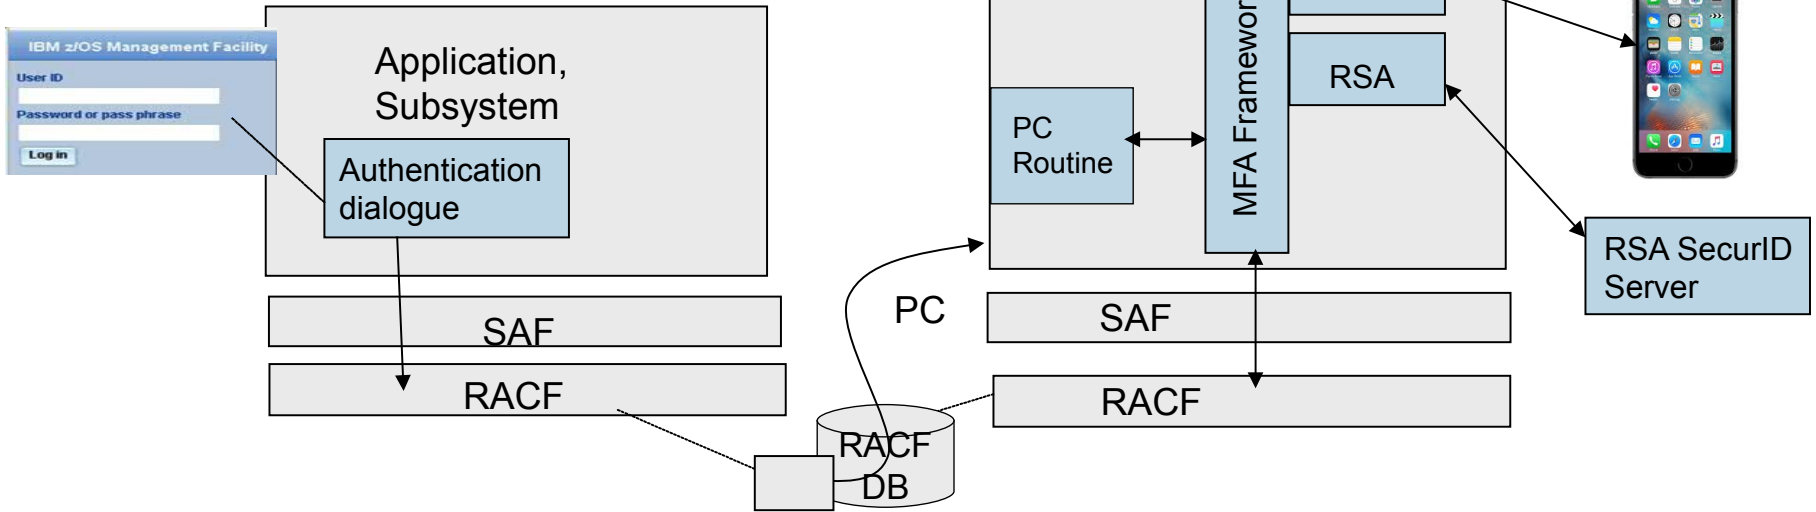 IBM z/OS Management Facility
User ID
Password or pass phrase
Log in
Application,
Subsystem
Authentication
dialogue
SAF
RACF
PC
RACF
DB
PC
Routine
MFA Framewor
RSA
SAF
RACF
RSA SecurID
Server